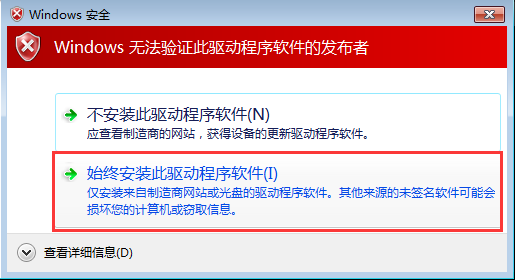 Windows 安全
Windows 无法验证此驱动程序软件的发布者
不安装此驱动程序软件(N)
应查看制造商的网站，获得设备的更新驱动程序软件。
始终安装此驱动程序软件(I)
仅安装来自制造商网站或光盘的驱动程序软件。其他来源的未签名软件可能会
损坏您的计算机或窃取信息。
查看详细信息(D)